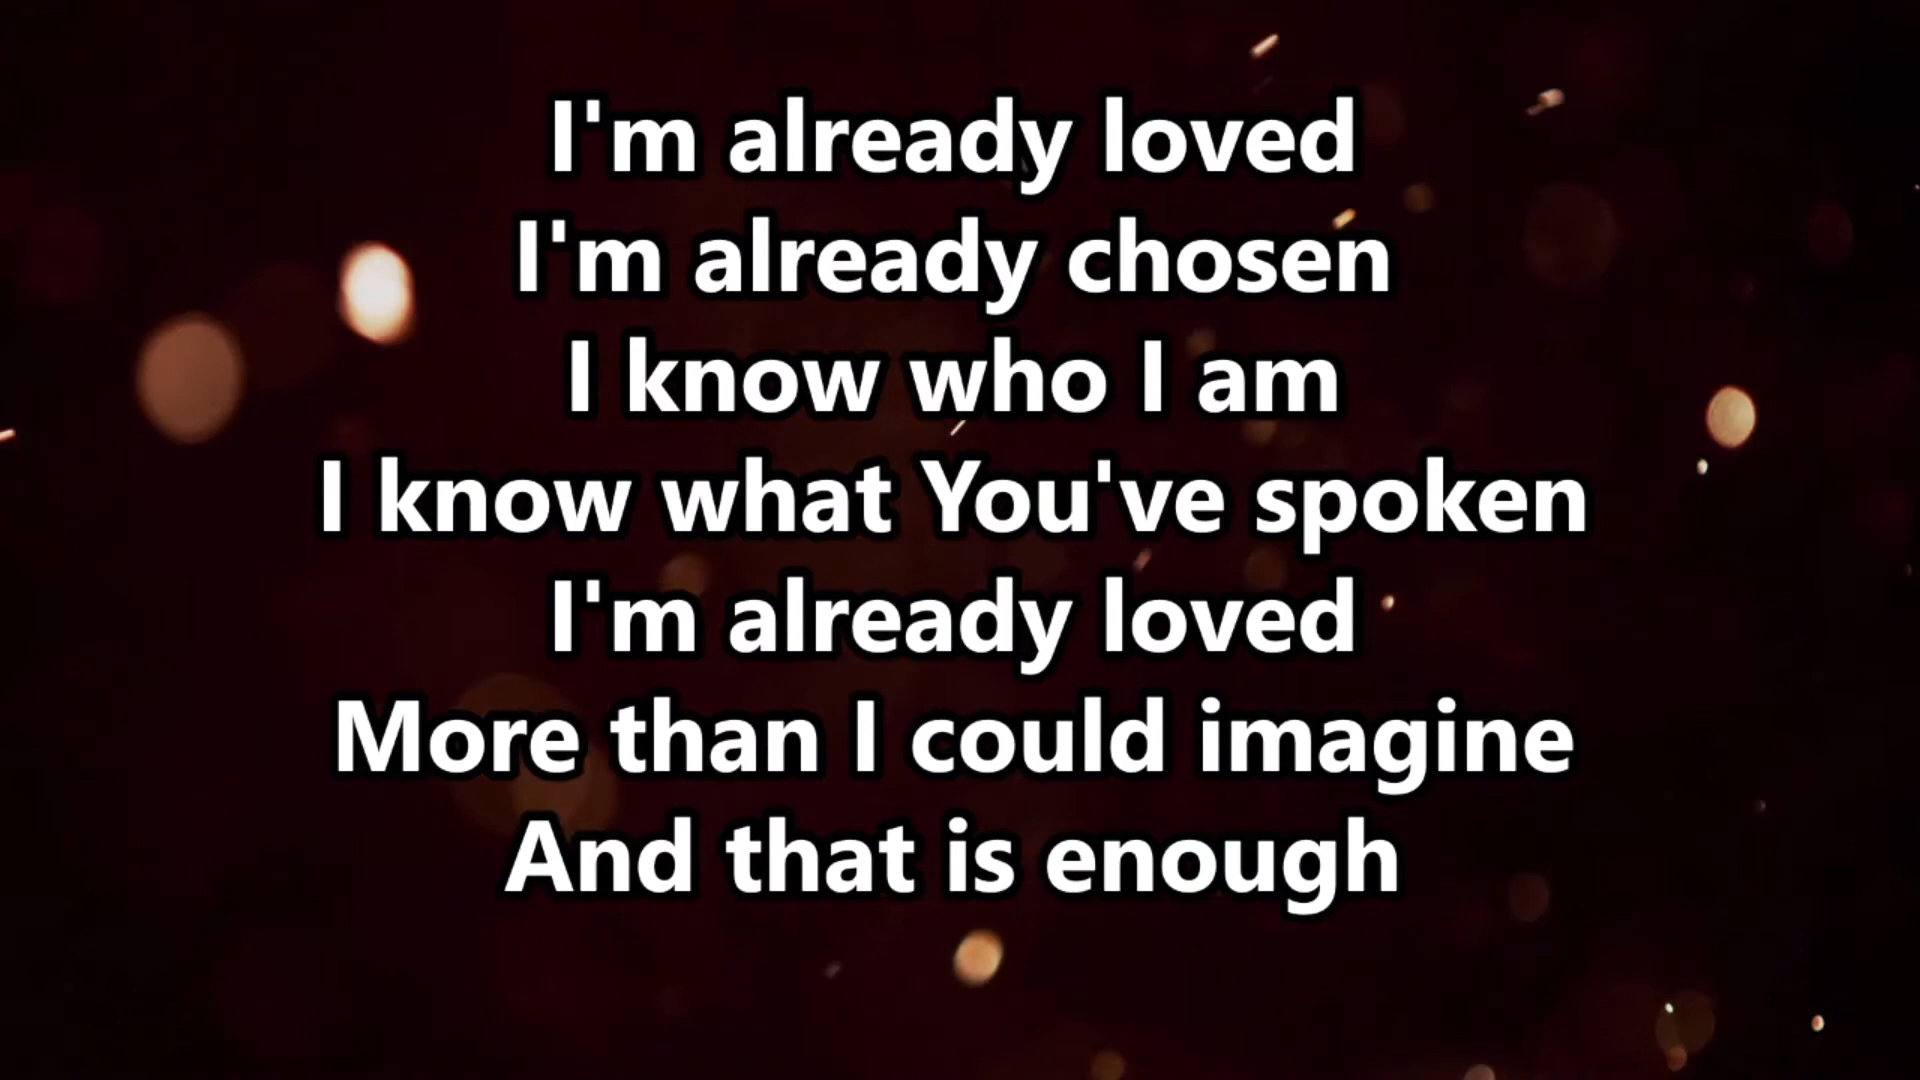 I'm already loved
I'm already chosen
I know who I am
I know what You've spoken
I'm already loved
More than I could imagine
And that is enough